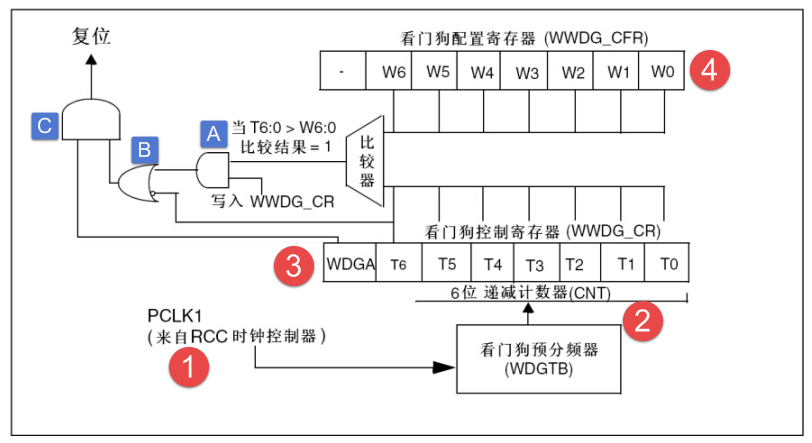 复位
看门狗配置寄存器 (WWDG_CFR)
- W6 W5 W4 W3 W2 W1 W0
4
C
B
A
当 T6:0 > W6:0
比较结果 = 1
比较器
写入 WWDG_CR
看门狗控制寄存器 (WWDG_CR)
3
WDGA T6 T5 T4 T3 T2 T1 T0
6位 递减计数器(CNT)
2
PCLK1
(来自RCC 时钟控制器)
1
看门狗预分频器
(WDGTB)